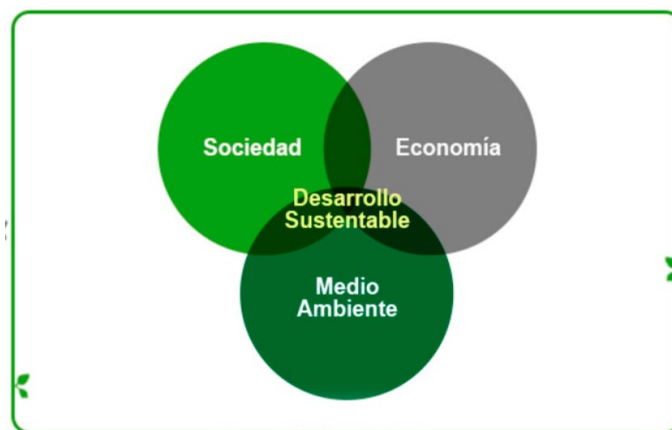 Sociedad
Economía
Desarrollo
Sustentable
Medio
Ambiente